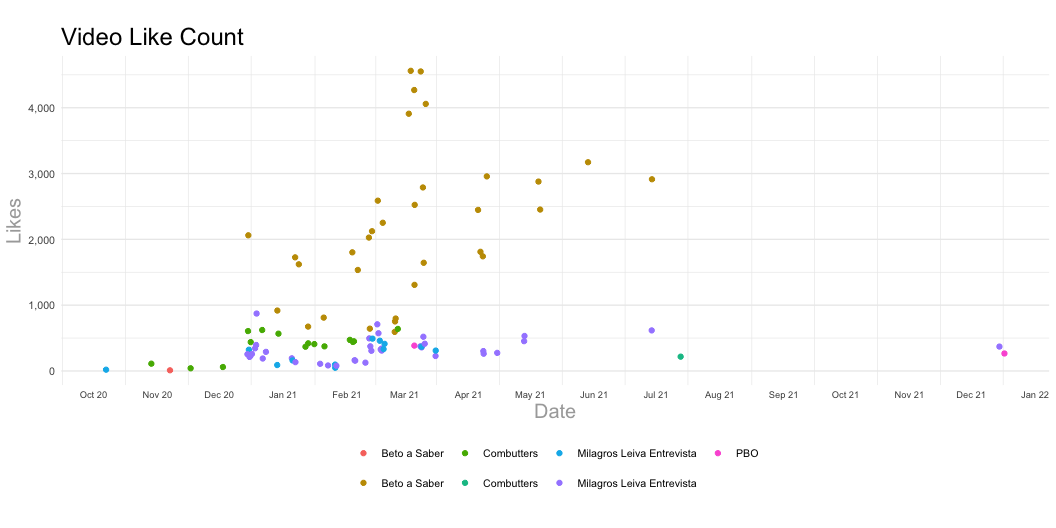 Video Like Count
Likes
4,000
3,000
2,000
1,000
0
Oct 20 Nov 20 Dec 20 Jan 21 Feb 21 Mar 21 Apr 21 May 21 Jun 21 Jul 21 Aug 21 Sep 21 Oct 21 Nov 21 Dec 21 Jan 22
Date
Beto a Saber Combutters Milagros Leiva Entrevista PBO
Beto a Saber Combutters Milagros Leiva Entrevista